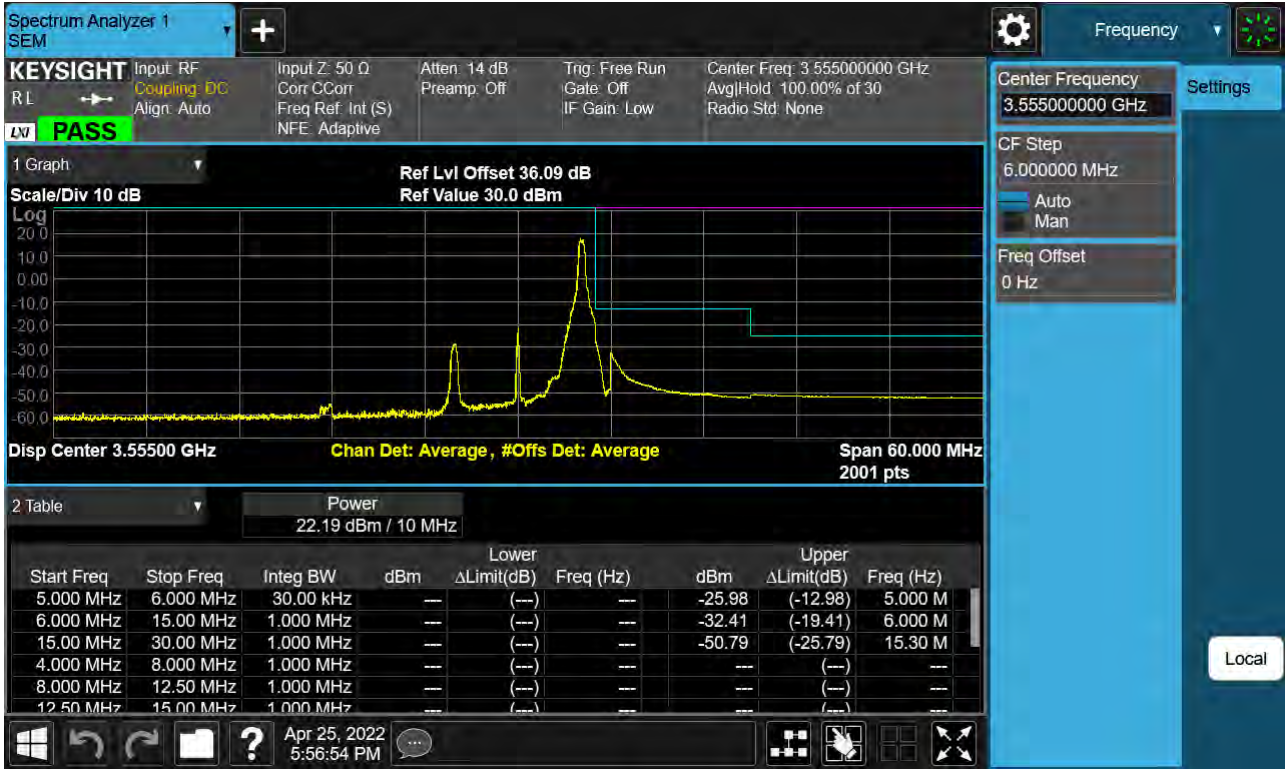 Spectrum Analyzer 1
SEM
Frequency
KEYSIGHT
RL
LXI PASS
Input: RF
Coupling: DC
Align: Auto
Input Z: 50 Ω
Corr CCorr
Freq Ref: Int (S)
NFE: Adaptive
Atten: 14 dB
Preamp: Off
Trig: Free Run
Gate: Off
IF Gain: Low
Center Freq: 3.555000000 GHz
Avg|Hold: 100.00% of 30
Radio Std: None
Center Frequency
3.555000000 GHz
Settings
CF Step
6.000000 MHz
Auto
Man
Freq Offset
0 Hz
Local
1 Graph
Scale/Div 10 dB
Ref Lvl Offset 36.09 dB
Ref Value 30.0 dBm
Log
20.0
10.0
0.00
-10.0
-20.0
-30.0
-40.0
-50.0
-60.0
Disp Center 3.55500 GHz
Chan Det: Average, #Offs Det: Average
Span 60.000 MHz
2001 pts
2 Table
Power
22.19 dBm / 10 MHz
Lower Upper
Start Freq Stop Freq Integ BW dBm ΔLimit(dB) Freq (Hz) dBm ΔLimit(dB) Freq (Hz)
5.000 MHz 6.000 MHz 30.00 kHz --- (---) --- -25.98 (-12.98) 5.000 M
6.000 MHz 15.00 MHz 1.000 MHz --- (---) --- -32.41 (-19.41) 6.000 M
15.00 MHz 30.00 MHz 1.000 MHz --- (---) --- -50.79 (-25.79) 15.30 M
4.000 MHz 8.000 MHz 1.000 MHz --- (---) --- --- (---) ---
8.000 MHz 12.50 MHz 1.000 MHz --- (---) --- --- (---) ---
12.50 MHz 15.00 MHz 1.000 MHz --- (---) --- --- (---) ---
Apr 25, 2022
5:56:54 PM